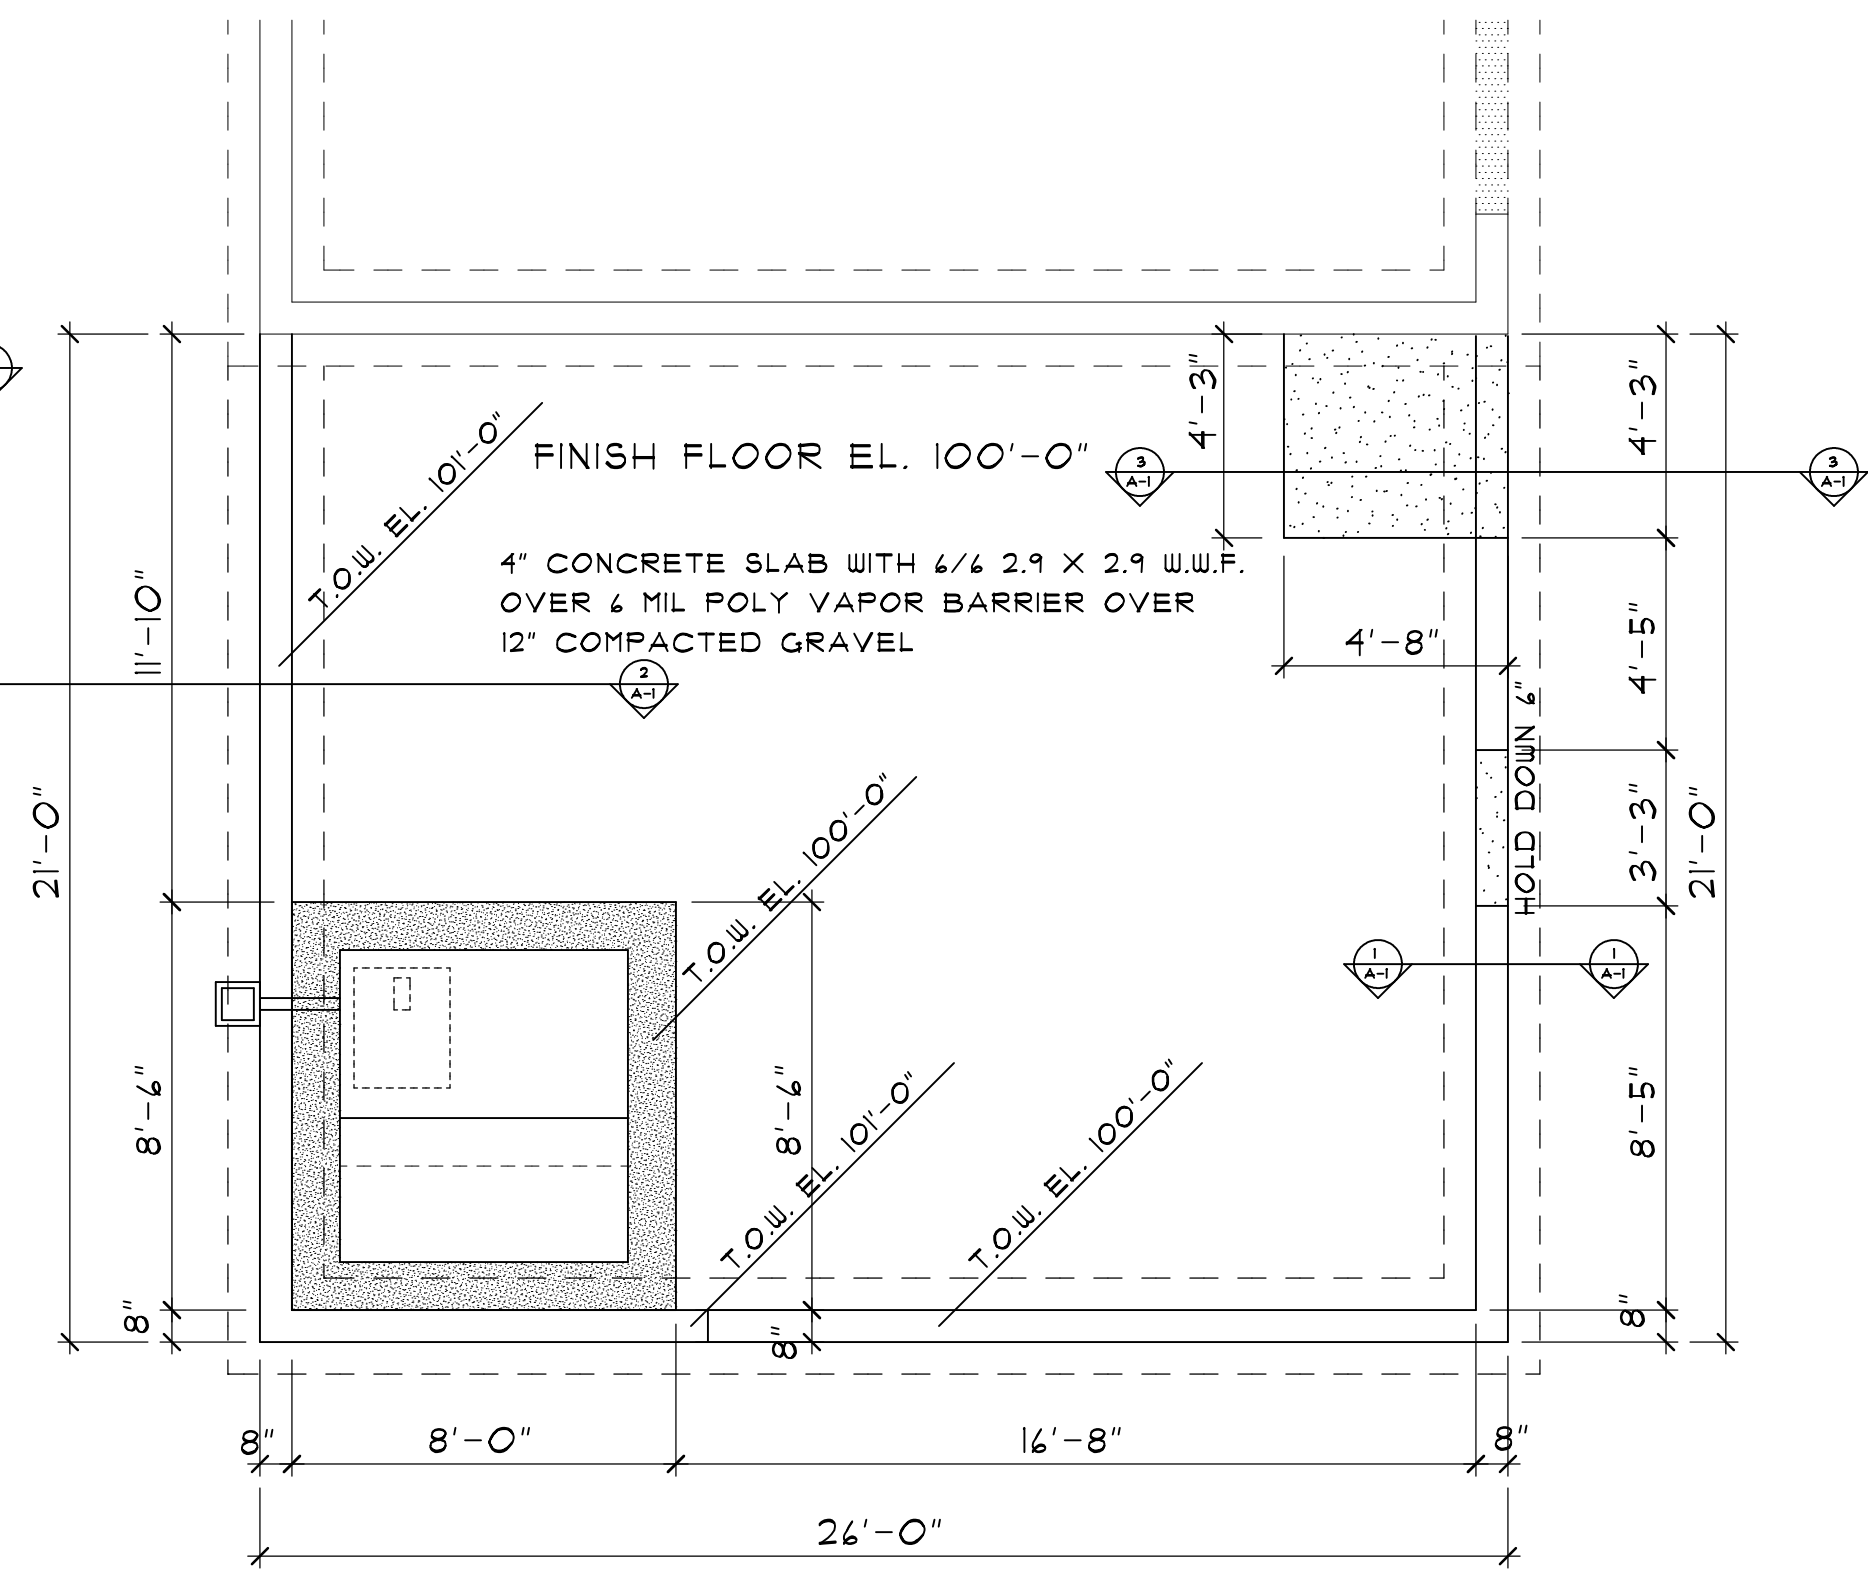 4'-3"
4'-3"
T.O.W. EL. 101'-0"
FINISH FLOOR EL. 100'-0"
3
A-1
3
A-1
4" CONCRETE SLAB WITH 6/6 2.9 X 2.9 W.W.F.
OVER 6 MIL POLY VAPOR BARRIER OVER
12" COMPACTED GRAVEL
11'-10"
4'-8"
4'-5"
2
A-1
HOLD DOWN 6"
21'-0"
T.O.W. EL. 100'-0"
3'-3"
21'-0"
1
A-1
1
A-1
8'-6"
8'-6"
T.O.W. EL. 101'-0"
T.O.W. EL. 100'-0"
8'-5"
8"
8"
8"
8"
8'-0"
16'-8"
8"
26'-0"